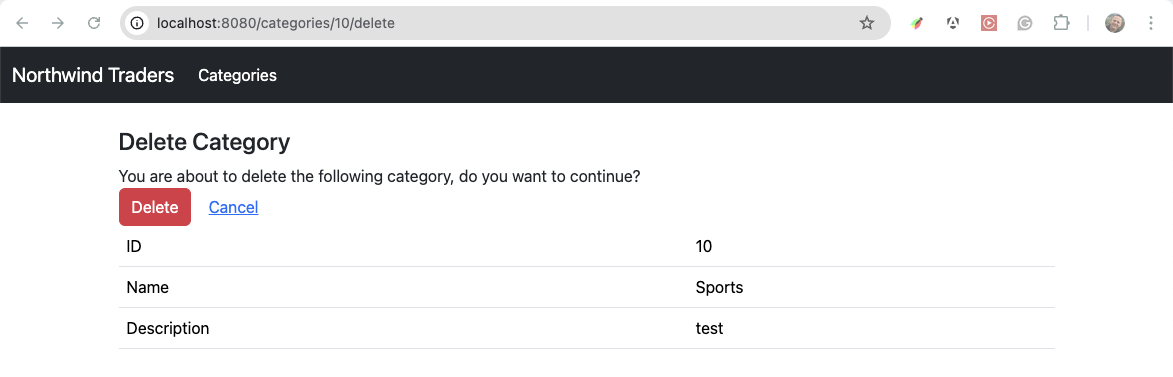 localhost:8080/categories/10/delete
Northwind Traders Categories
Delete Category
You are about to delete the following category, do you want to continue?
Delete Cancel
ID 10
Name Sports
Description test